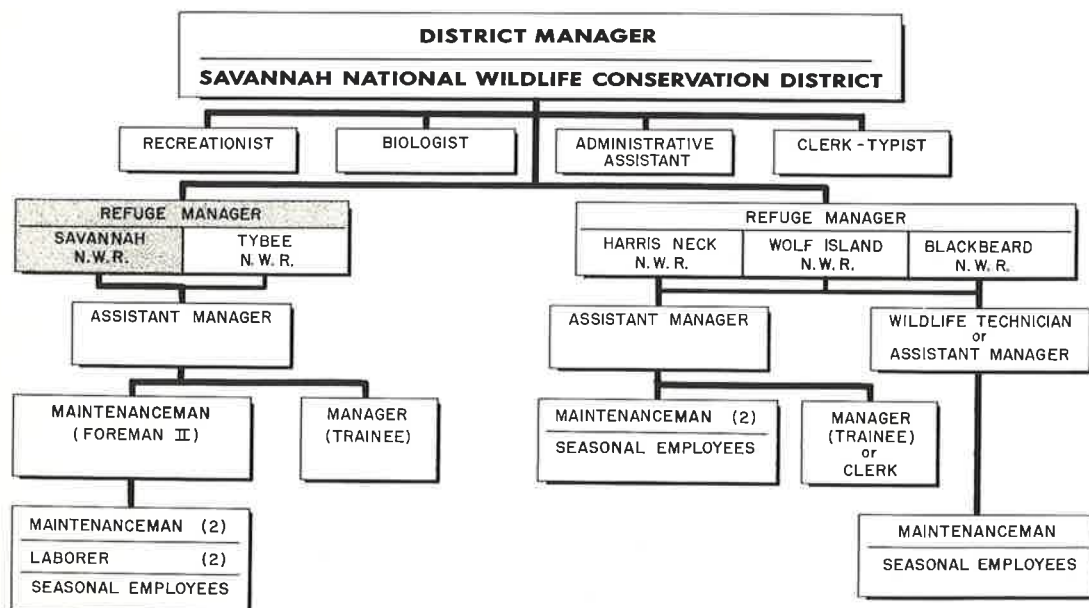 DISTRICT MANAGER
SAVANNAH NATIONAL WILDLIFE CONSERVATION DISTRICT
RECREATIONIST
BIOLOGIST
ADMINISTRATIVE
ASSISTANT
CLERK - TYPIST
REFUGE MANAGER
SAVANNAH
N.W.R.
TYBEE
N.W.R.
REFUGE MANAGER
HARRIS NECK
N.W.R.
WOLF ISLAND
N.W.R.
BLACKBEARD
N.W.R.
ASSISTANT MANAGER
ASSISTANT MANAGER
WILDLIFE TECHNICIAN
or
ASSISTANT MANAGER
MAINTENANCEMAN
(FOREMAN II)
MANAGER
(TRAINEE)
MAINTENANCEMAN (2)
SEASONAL EMPLOYEES
MANAGER
(TRAINEE)
or
CLERK
MAINTENANCEMAN (2)
LABORER (2)
SEASONAL EMPLOYEES
MAINTENANCEMAN
SEASONAL EMPLOYEES